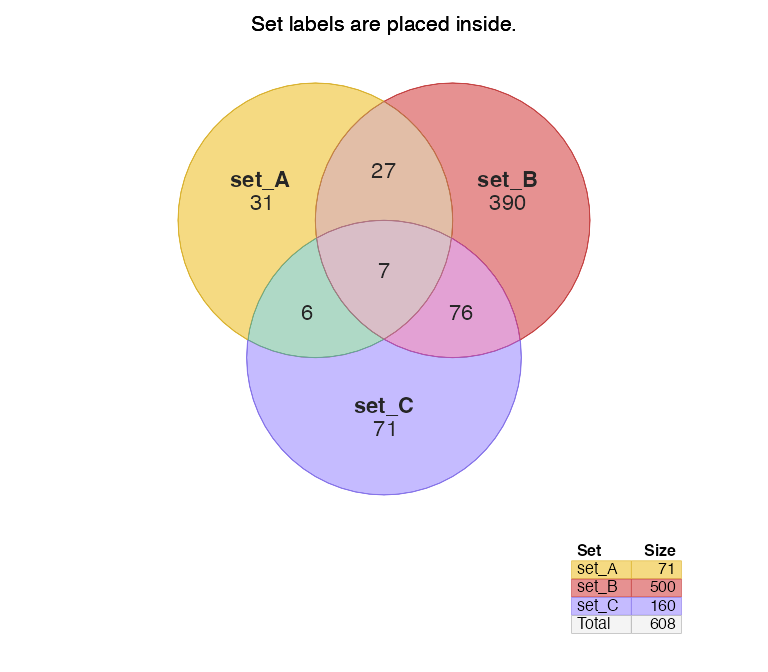 Set labels are placed inside.
27
set_A
31
set_B
390
7
6
76
set_C
71
Set Size
set_A 71
set_B 500
set_C 160
Total 608